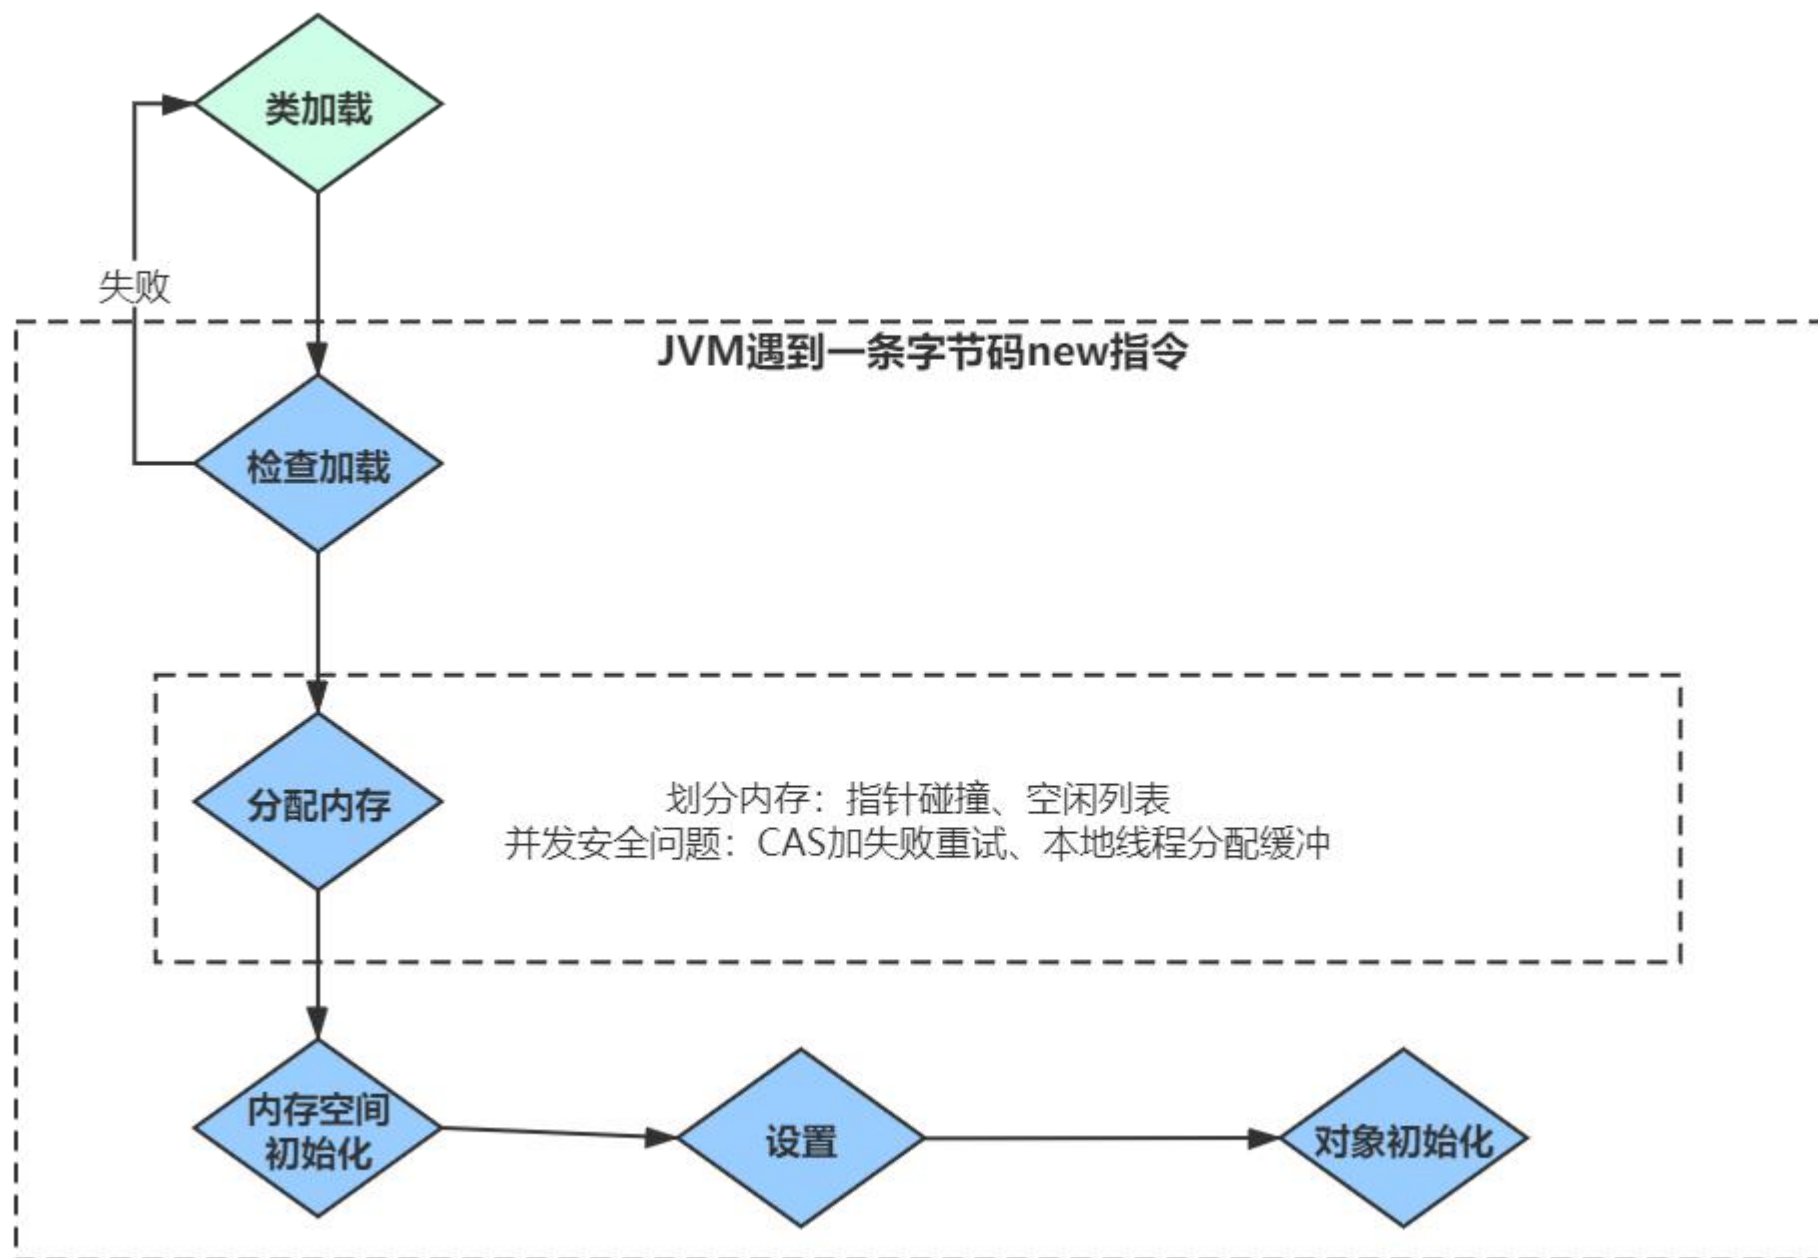 类加载
失败
JVM遇到一条字节码new指令
检查加载
分配内存
划分内存：指针碰撞、空闲列表
并发安全问题：CAS加失败重试、本地线程分配缓冲
内存空间
初始化
设置
对象初始化